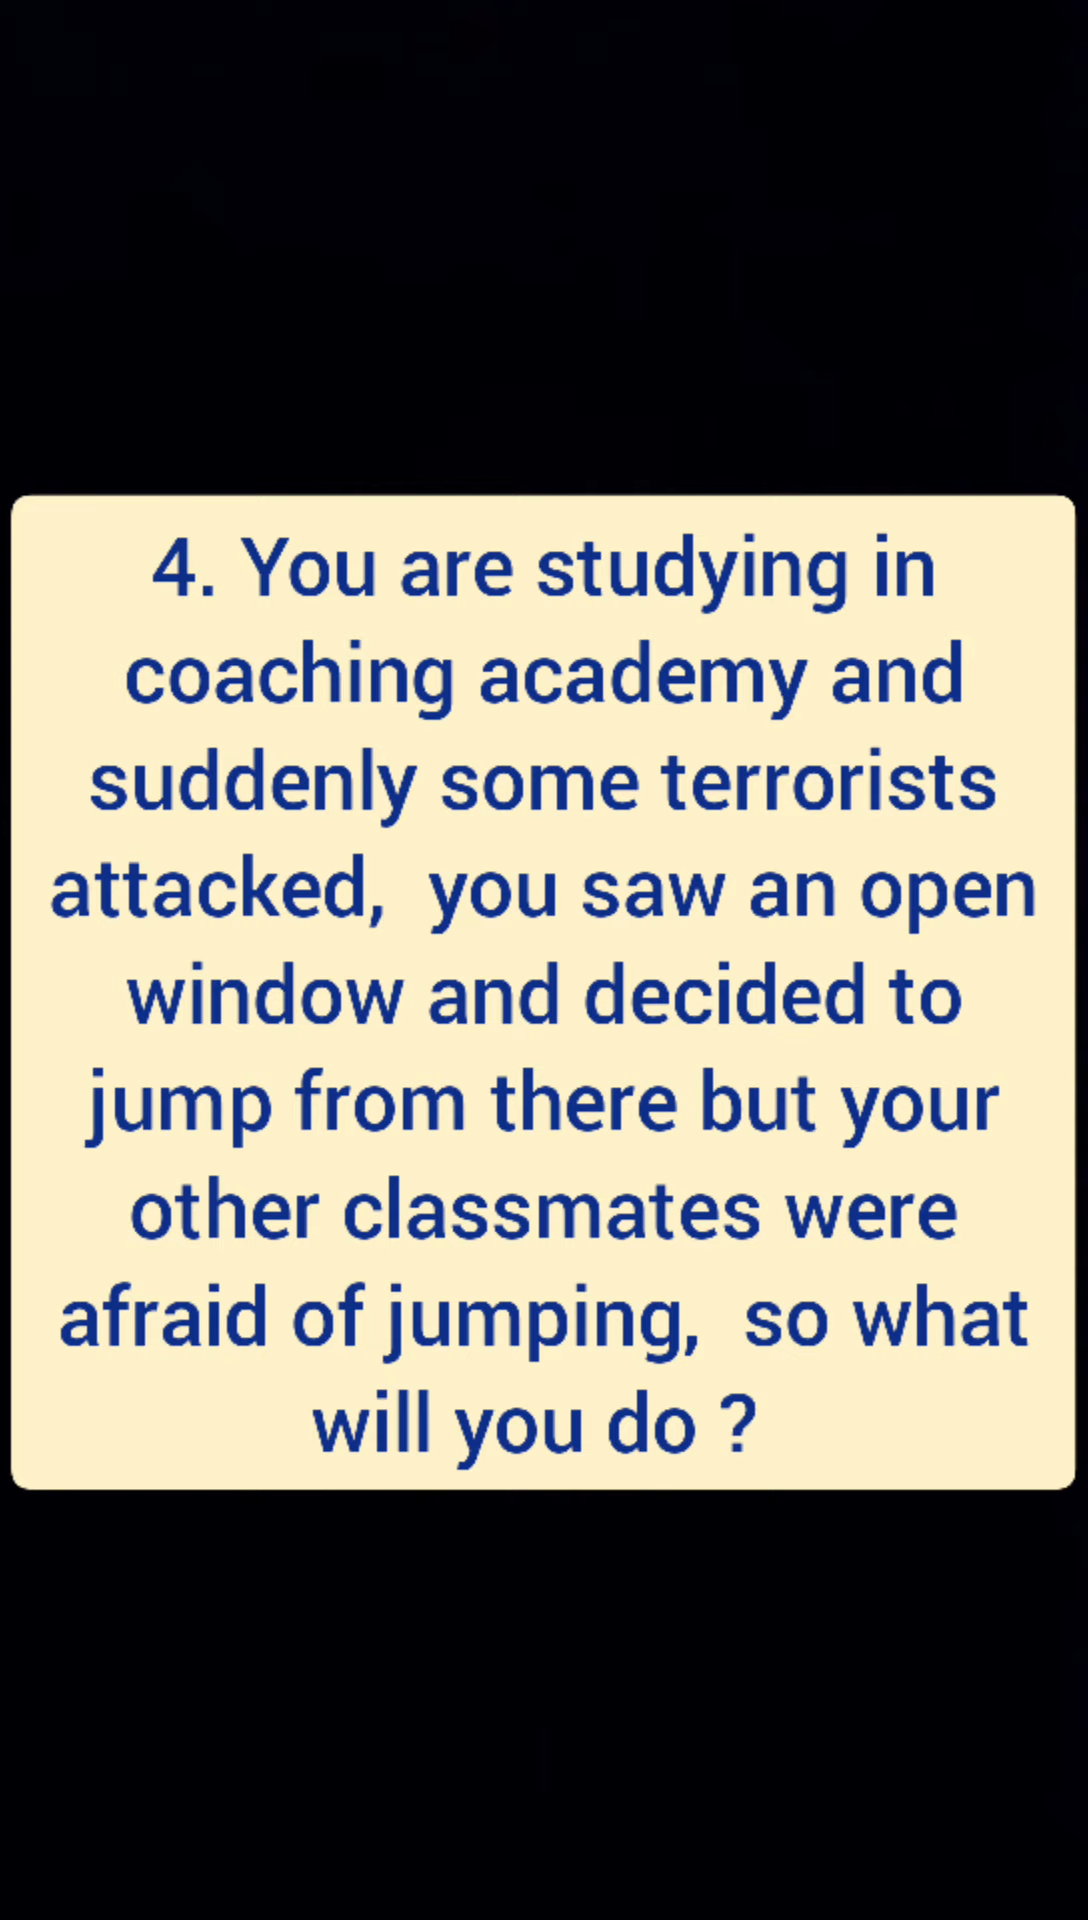 4. You are studying in
coaching academy and
suddenly some terrorists
attacked,  you saw an open
window and decided to
jump from there but your
other classmates were
afraid of jumping,  so what
will you do ?